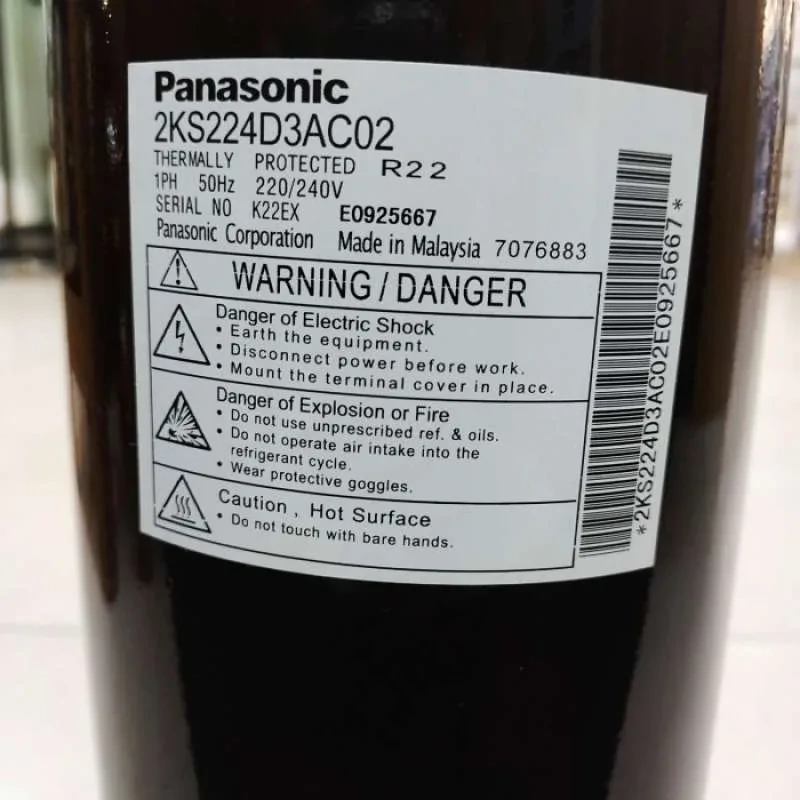 Panasonic
2KS224D3AC02
THERMALLY PROTECTED R22
1PH 50Hz 220/240V
SERIAL NO K22EX E0925667
Panasonic Corporation Made in Malaysia 7076883
WARNING / DANGER
Danger of Electric Shock
• Earth the equipment.
• Disconnect power before work.
• Mount the terminal cover in place.
Danger of Explosion or Fire
• Do not use unprescribed ref. & oils.
• Do not operate air intake into the
refrigerant cycle.
• Wear protective goggles.
Caution , Hot Surface
• Do not touch with bare hands.
*2KS224D3AC02E0925667*